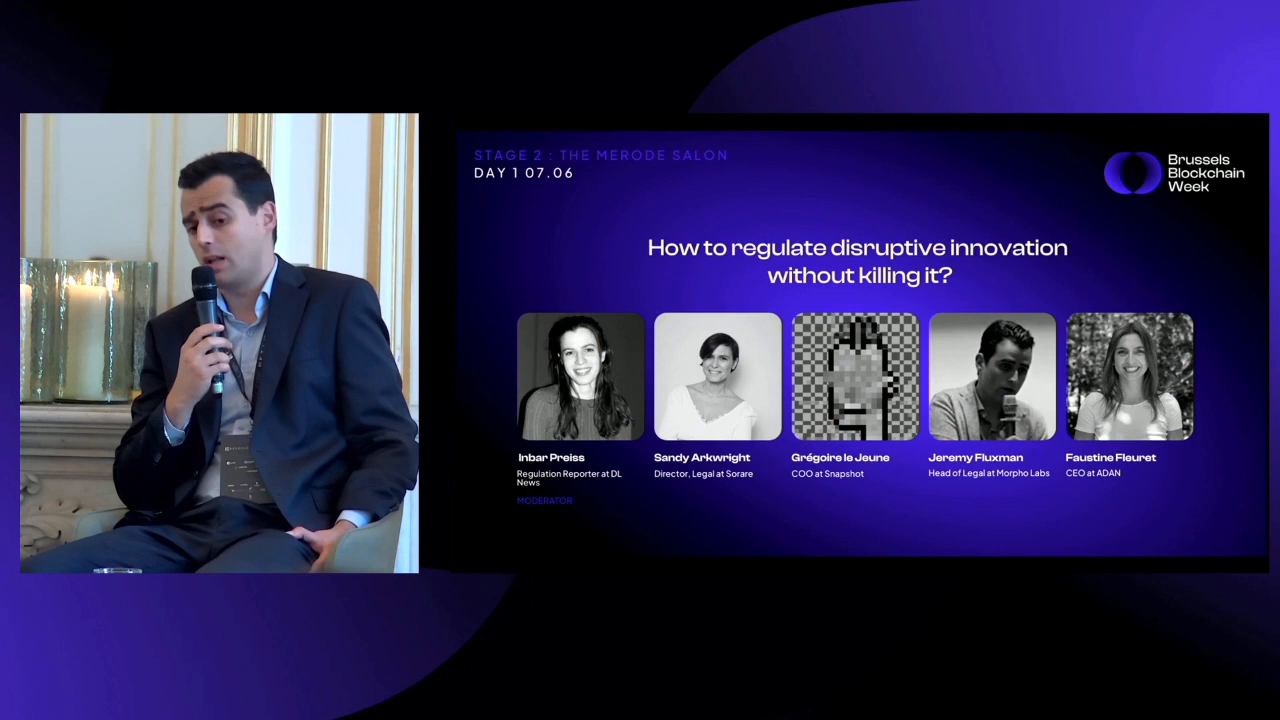 STAGE 2 : THE MERODE SALON
DAY 1 07.06
Brussels
Blockchain
Week
How to regulate disruptive innovation
without killing it?
Inbar Preiss
Regulation Reporter at DL
News
MODERATOR
Sandy Arkwright
Director, Legal at Sorare
Grégoire le Jeune
COO at Snapshot
Jeremy Fluxman
Head of Legal at Morpho Labs
Faustine Fleuret
CEO at ADAN